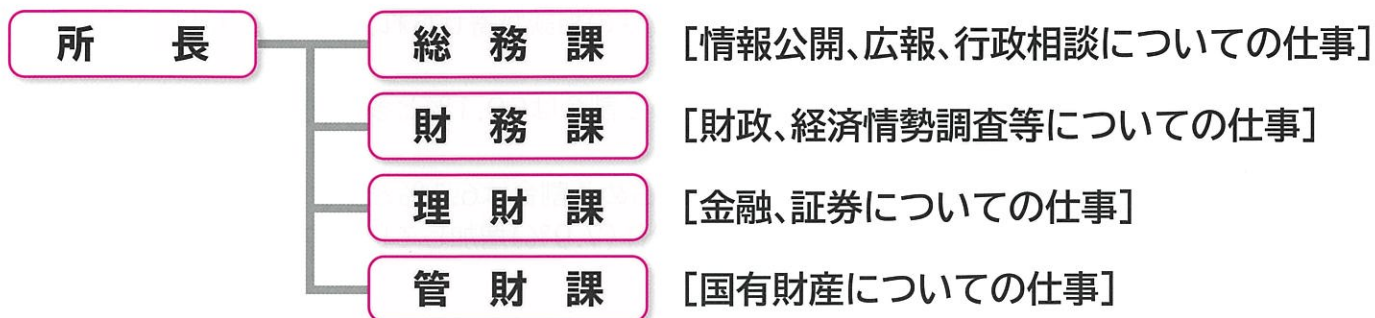 所長 総務課 [情報公開、広報、行政相談についての仕事]
財務課 [財政、経済情勢調査等についての仕事]
理財課 [金融、証券についての仕事]
管財課 [国有財産についての仕事]